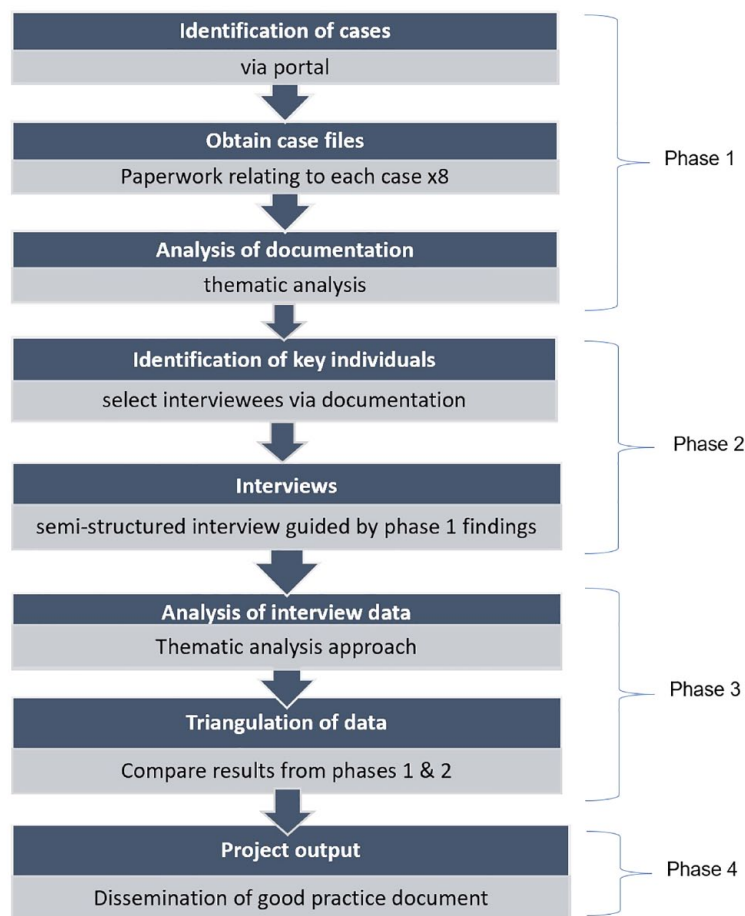 Identification of cases
via portal
Obtain case files
Paperwork relating to each case x8
Analysis of documentation
thematic analysis
Phase 1
Identification of key individuals
select interviewees via documentation
Interviews
semi-structured interview guided by phase 1 findings
Phase 2
Analysis of interview data
Thematic analysis approach
Triangulation of data
Compare results from phases 1 & 2
Phase 3
Project output
Dissemination of good practice document
Phase 4